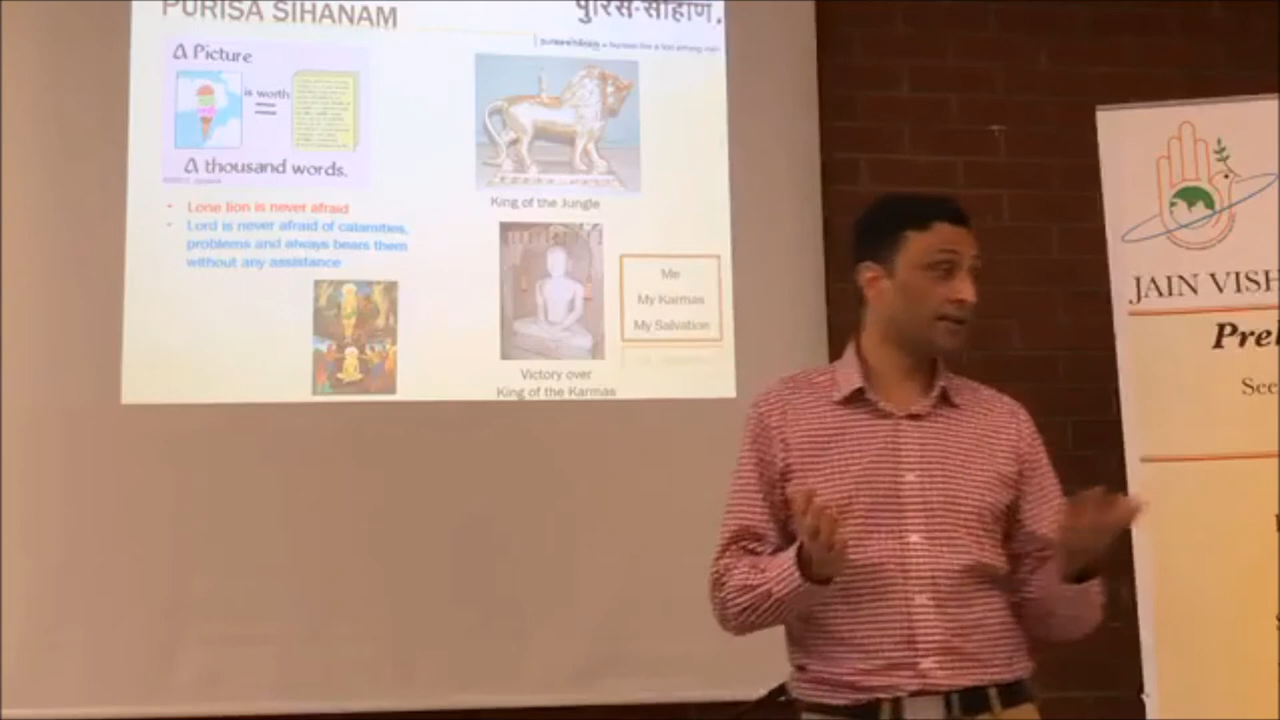 PURISA SIHANAM
पुरिस-सीहाणं.
A Picture
is worth
A thousand words.
• Lone lion is never afraid
• Lord is never afraid of calamities,
problems and always bears them
without any assistance
King of the Jungle
Victory over
King of the Karmas
Me
My Karmas
My Salvation
JAIN VISH
Pre
Sec